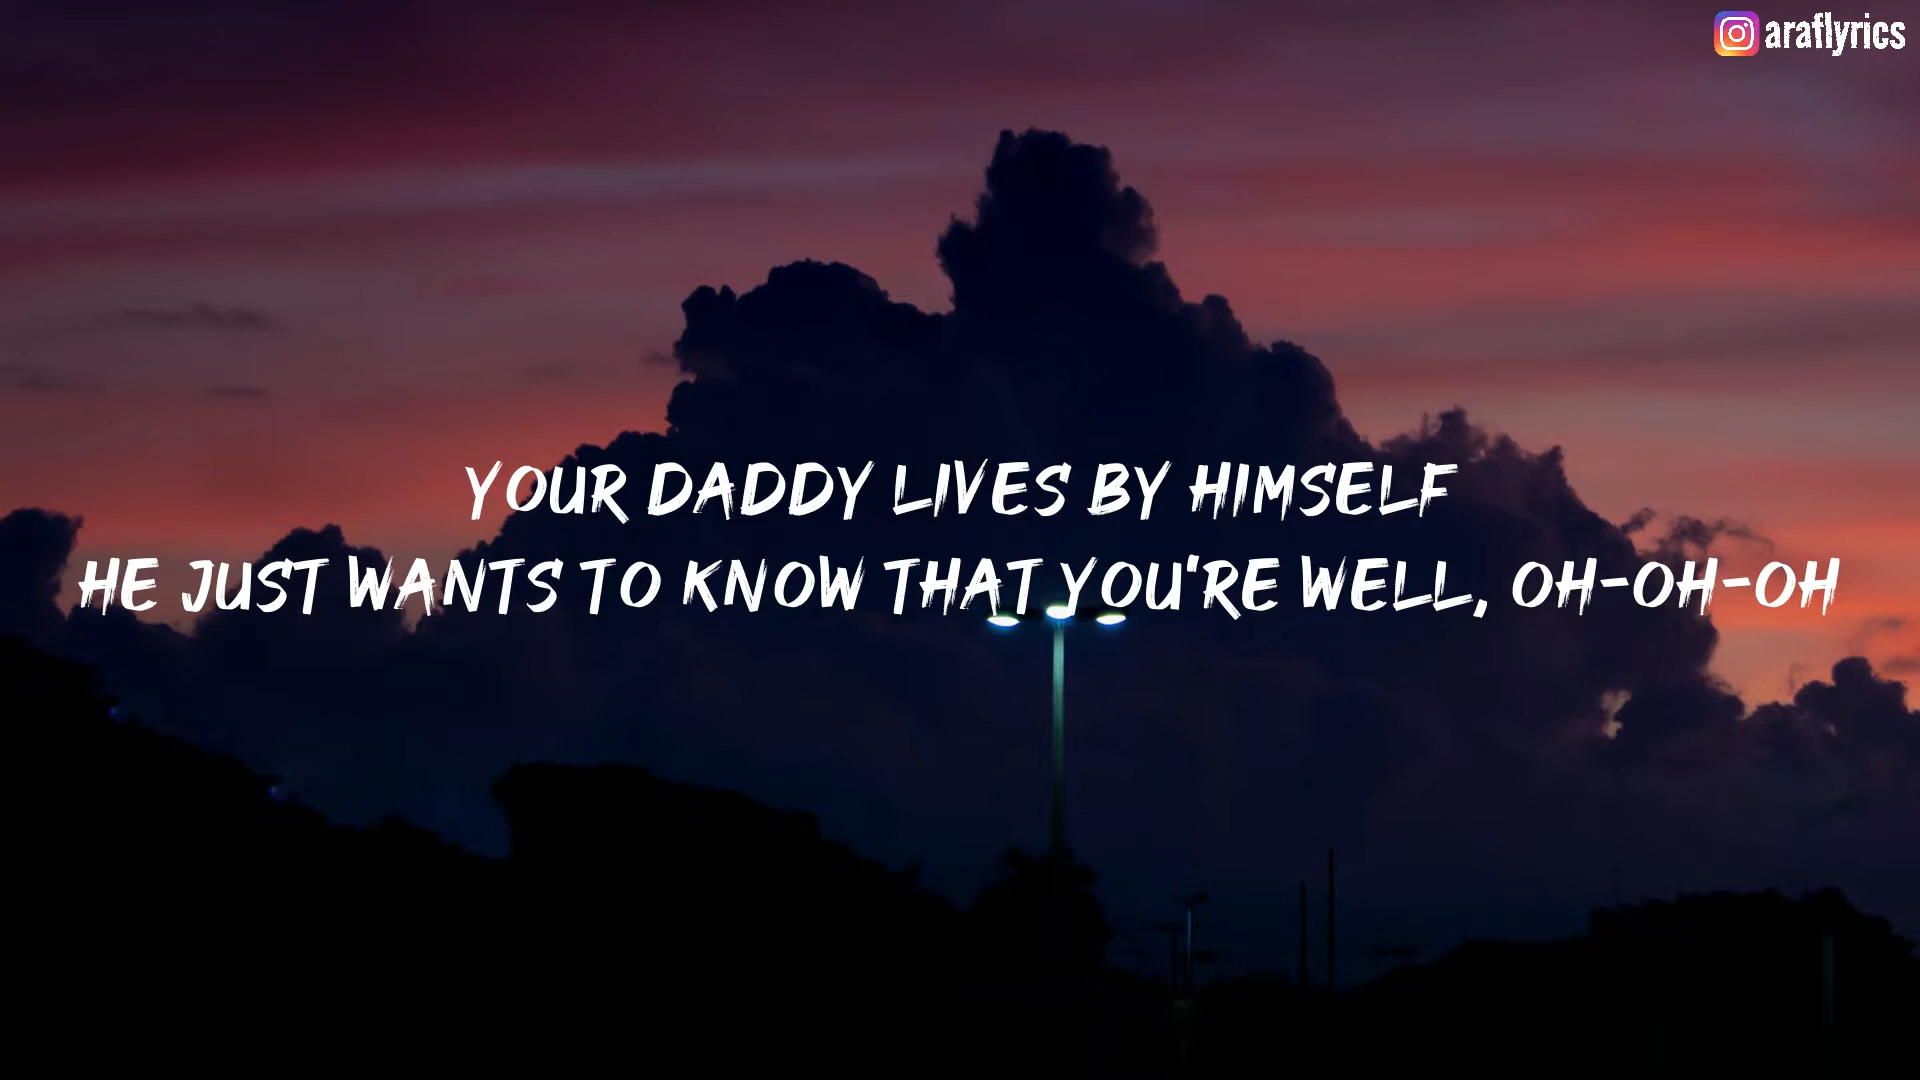 araflyrics
YOUR DADDY LIVES BY HIMSELF
HE JUST WANTS TO KNOW THAT YOU'RE WELL, OH-OH-OH